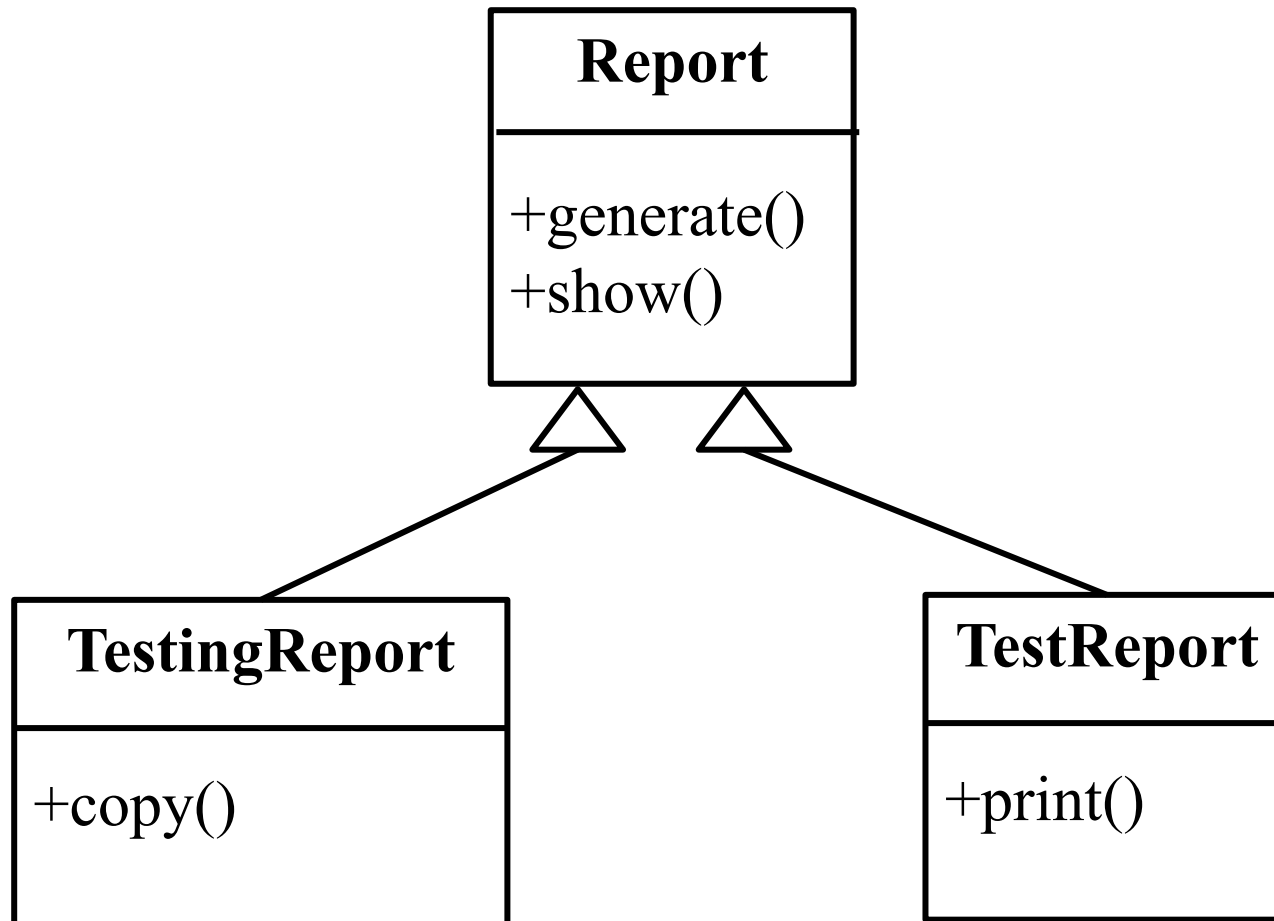 Report
+generate()
+show()
TestingReport
+copy()
TestReport
+print()